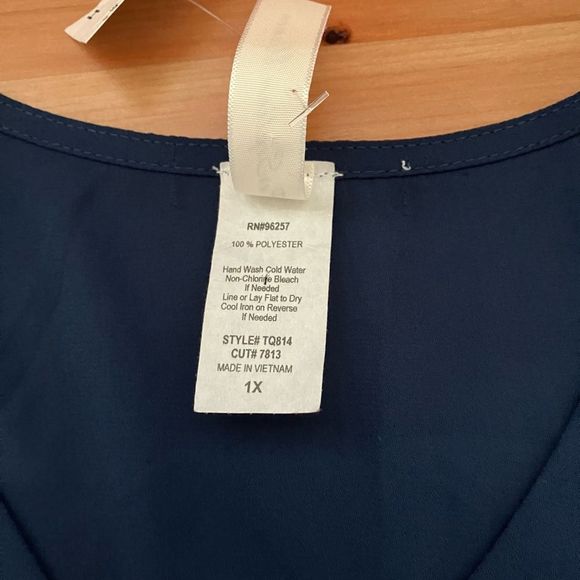 RN#96257
100 % POLYESTER
Hand Wash Cold Water
Non-Chlorine Bleach
If Needed
Line or Lay Flat to Dry
Cool Iron on Reverse
If Needed
STYLE# TQ814
CUT# 7813
MADE IN VIETNAM
1X